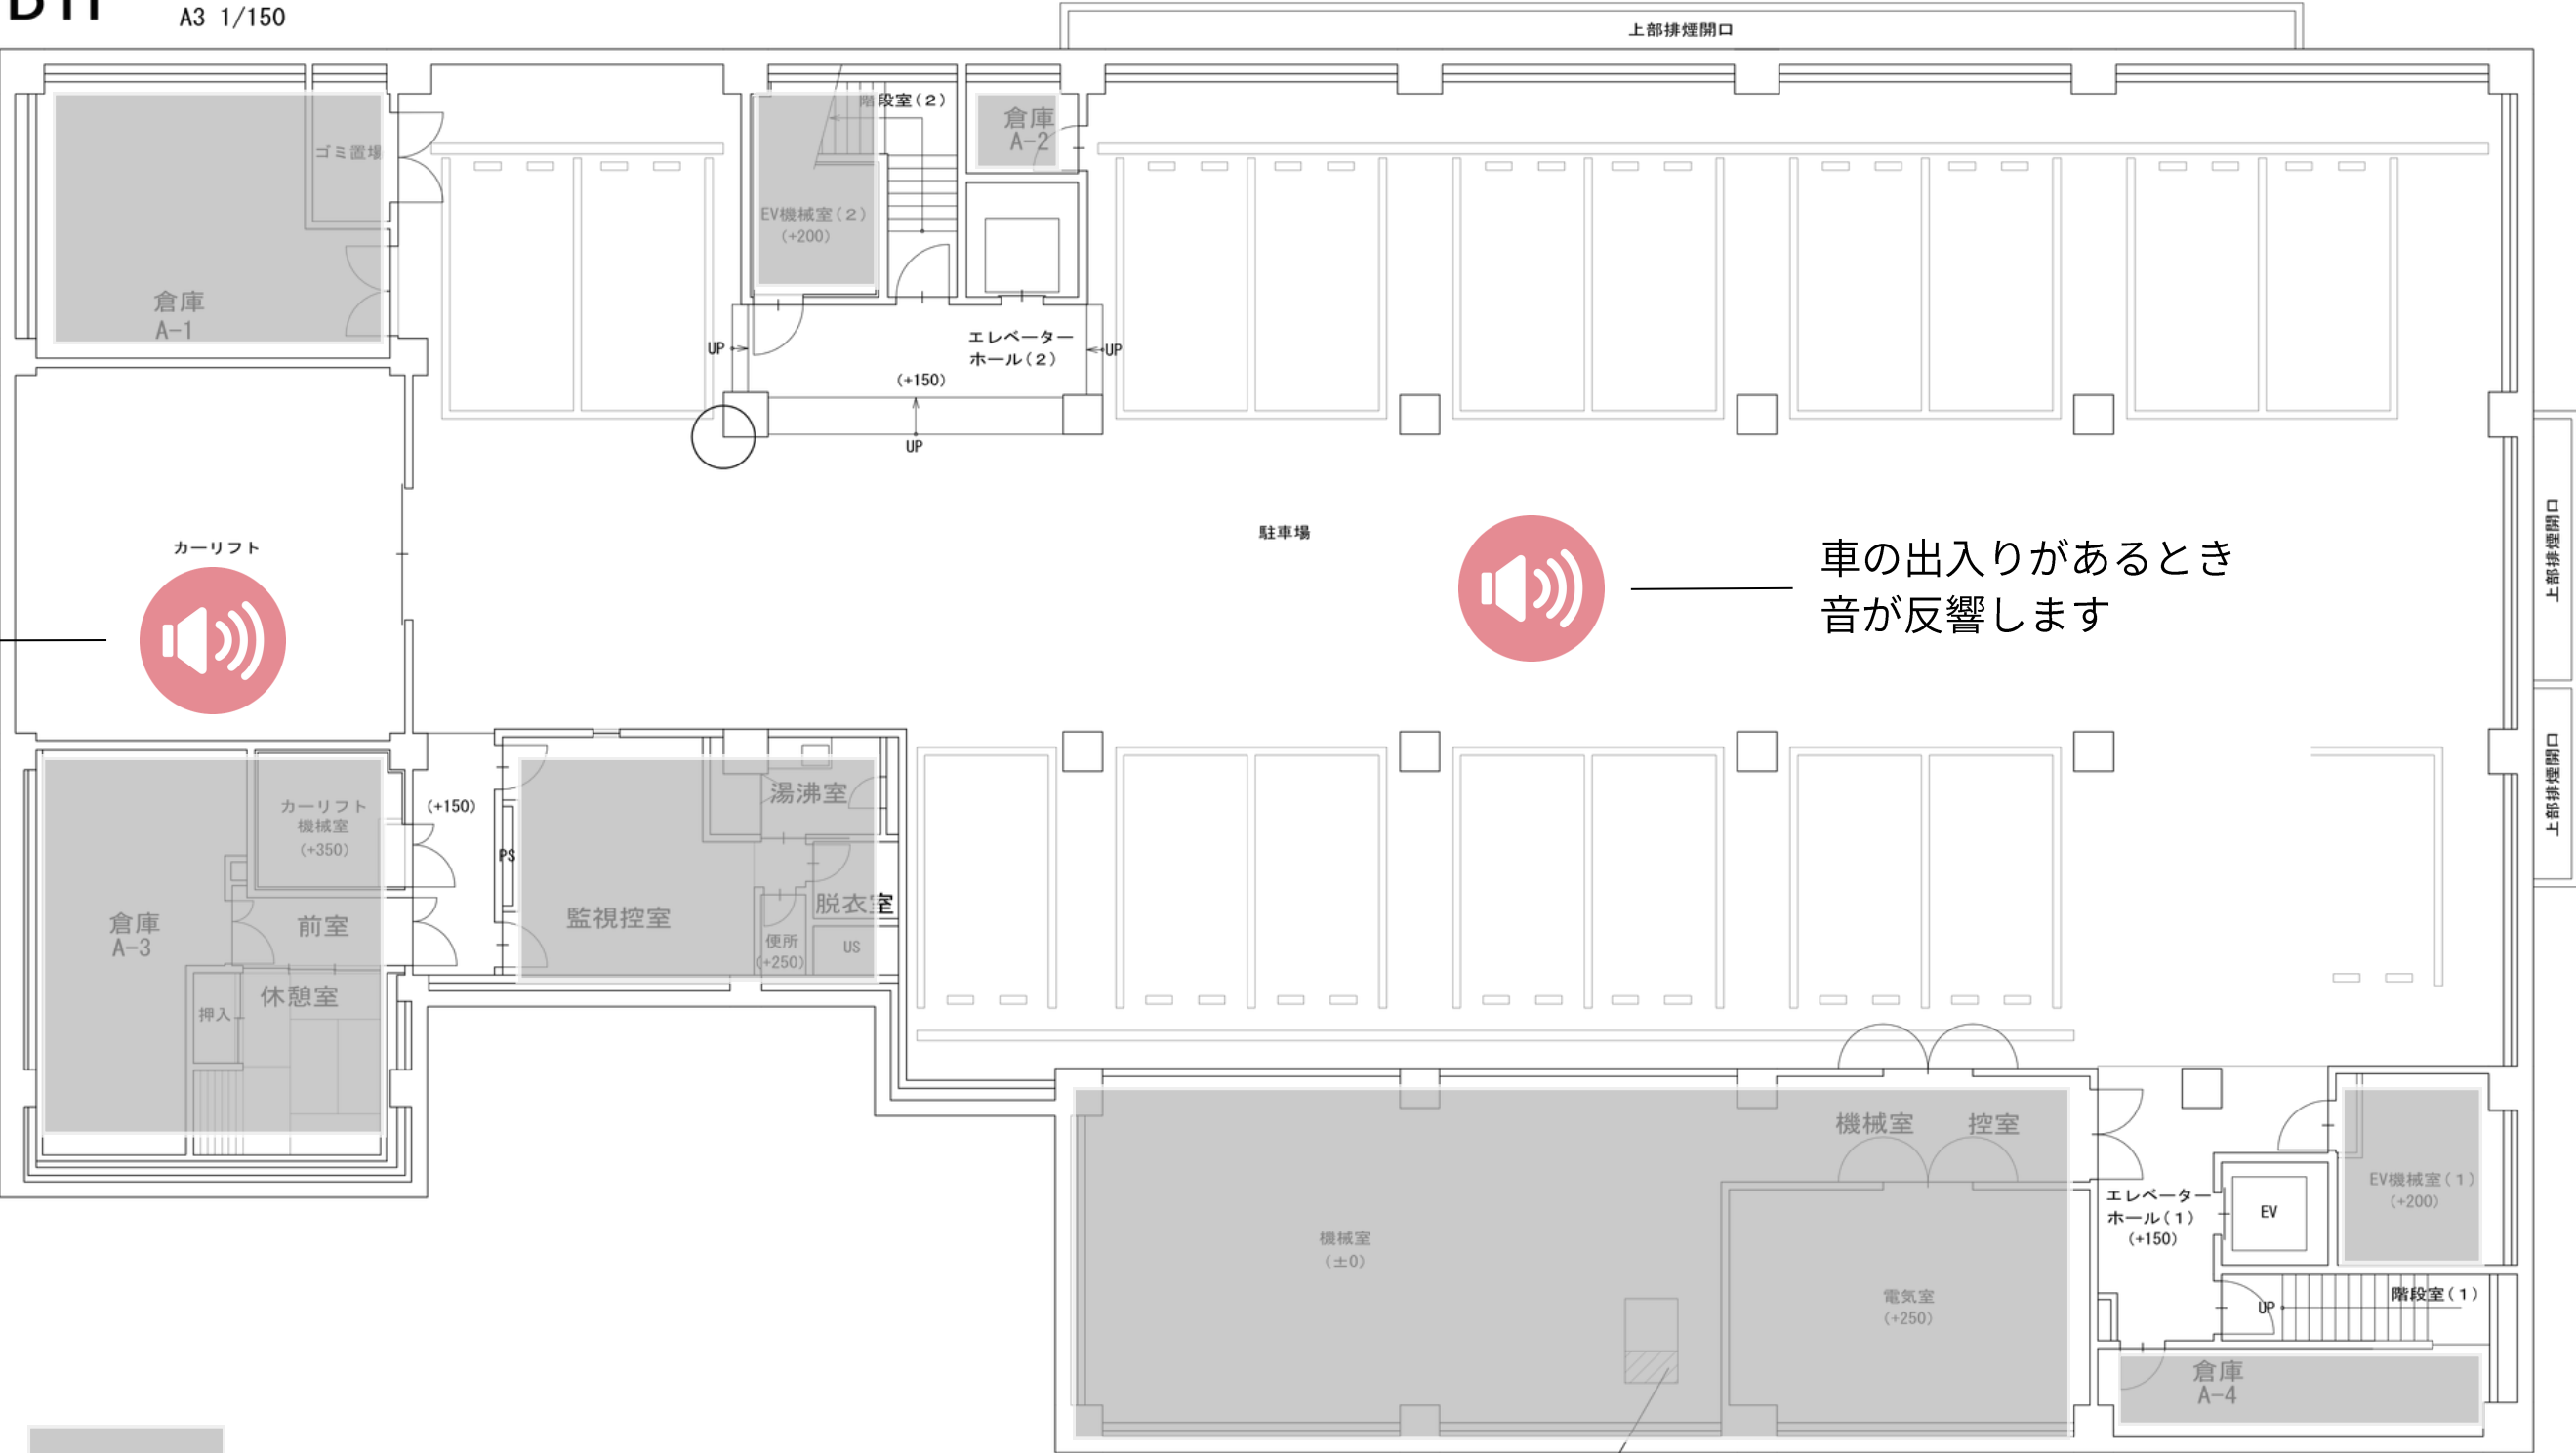 A3 1/150
上部排煙開口
階段室(2)
倉庫
A-2
ゴミ置場
EV機械室(2)
(+200)
倉庫
A-1
UP
エレベーター
ホール(2)
UP
(+150)
UP
カーリフト
駐車場
車の出入りがあるとき
音が反響します
上部排煙開口
上部排煙開口
カーリフト
機械室
(+350)
(+150)
湯沸室
PS
倉庫
A-3
前室
監視控室
脱衣室
便所
(+250)
US
休憩室
押入
機械室
控室
機械室
(±0)
電気室
(+250)
エレベーター
ホール(1)
(+150)
EV
EV機械室(1)
(+200)
UP
階段室(1)
倉庫
A-4